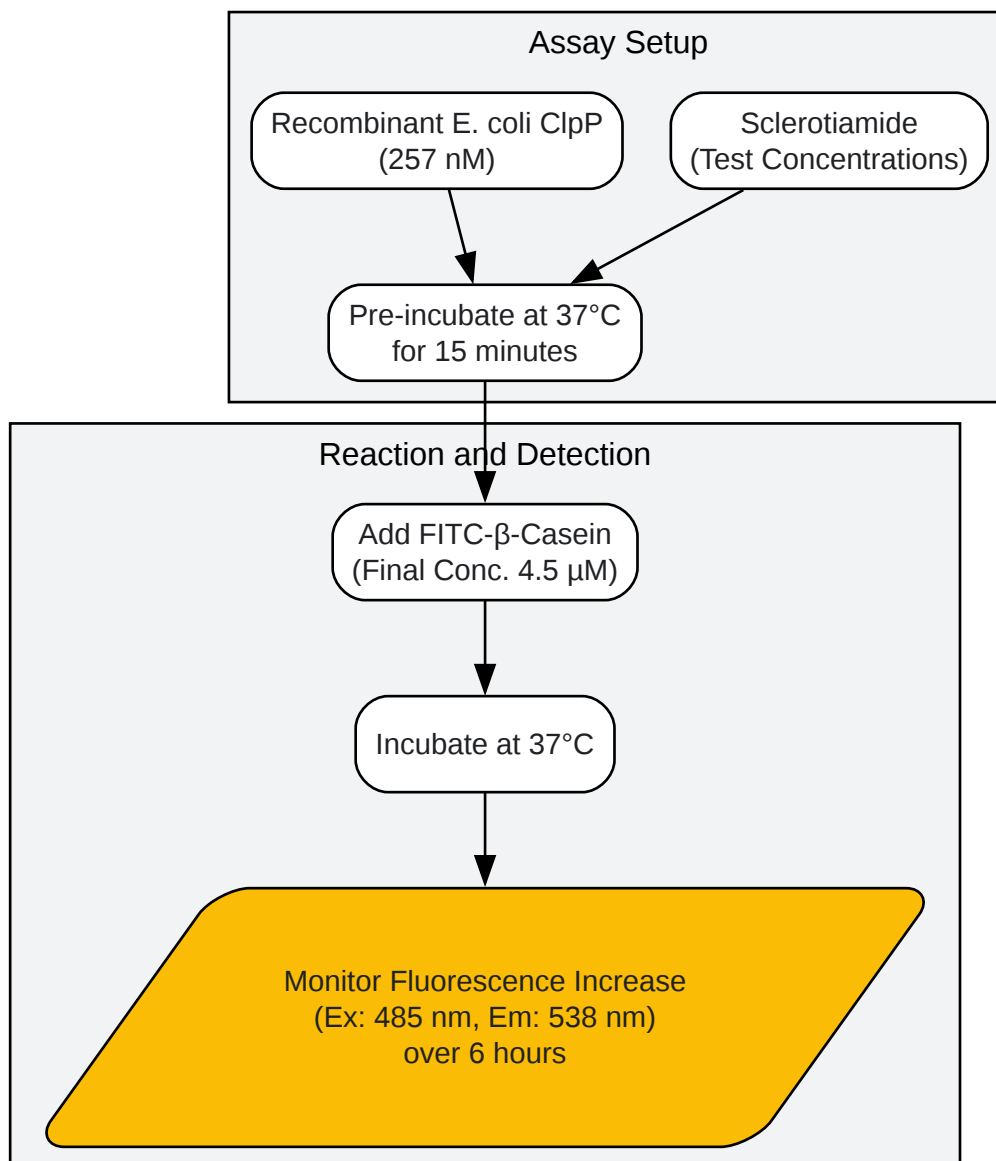 Assay Setup
Recombinant E. coli ClpP
(257 nM)
Sclerotiamide
(Test Concentrations)
Pre-incubate at 37°C
for 15 minutes
Reaction and Detection
Add FITC-β-Casein
(Final Conc. 4.5 µM)
Incubate at 37°C
Monitor Fluorescence Increase
(Ex: 485 nm, Em: 538 nm)
over 6 hours